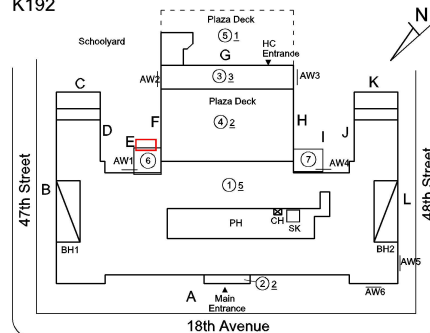 K192
Plaza Deck
⑤ 1
Schoolyard
N
G
HC
Entrance
AW2
③ 3
AW3
C
K
Plaza Deck
F
④ 2
H
D
E
I
J
AW1
⑥
⑦
AW4
47th Street
B
① 5
L
48th Street
PH
CH
SK
BH1
BH2
AW5
② 2
A
Main
Entrance
AW6
18th Avenue